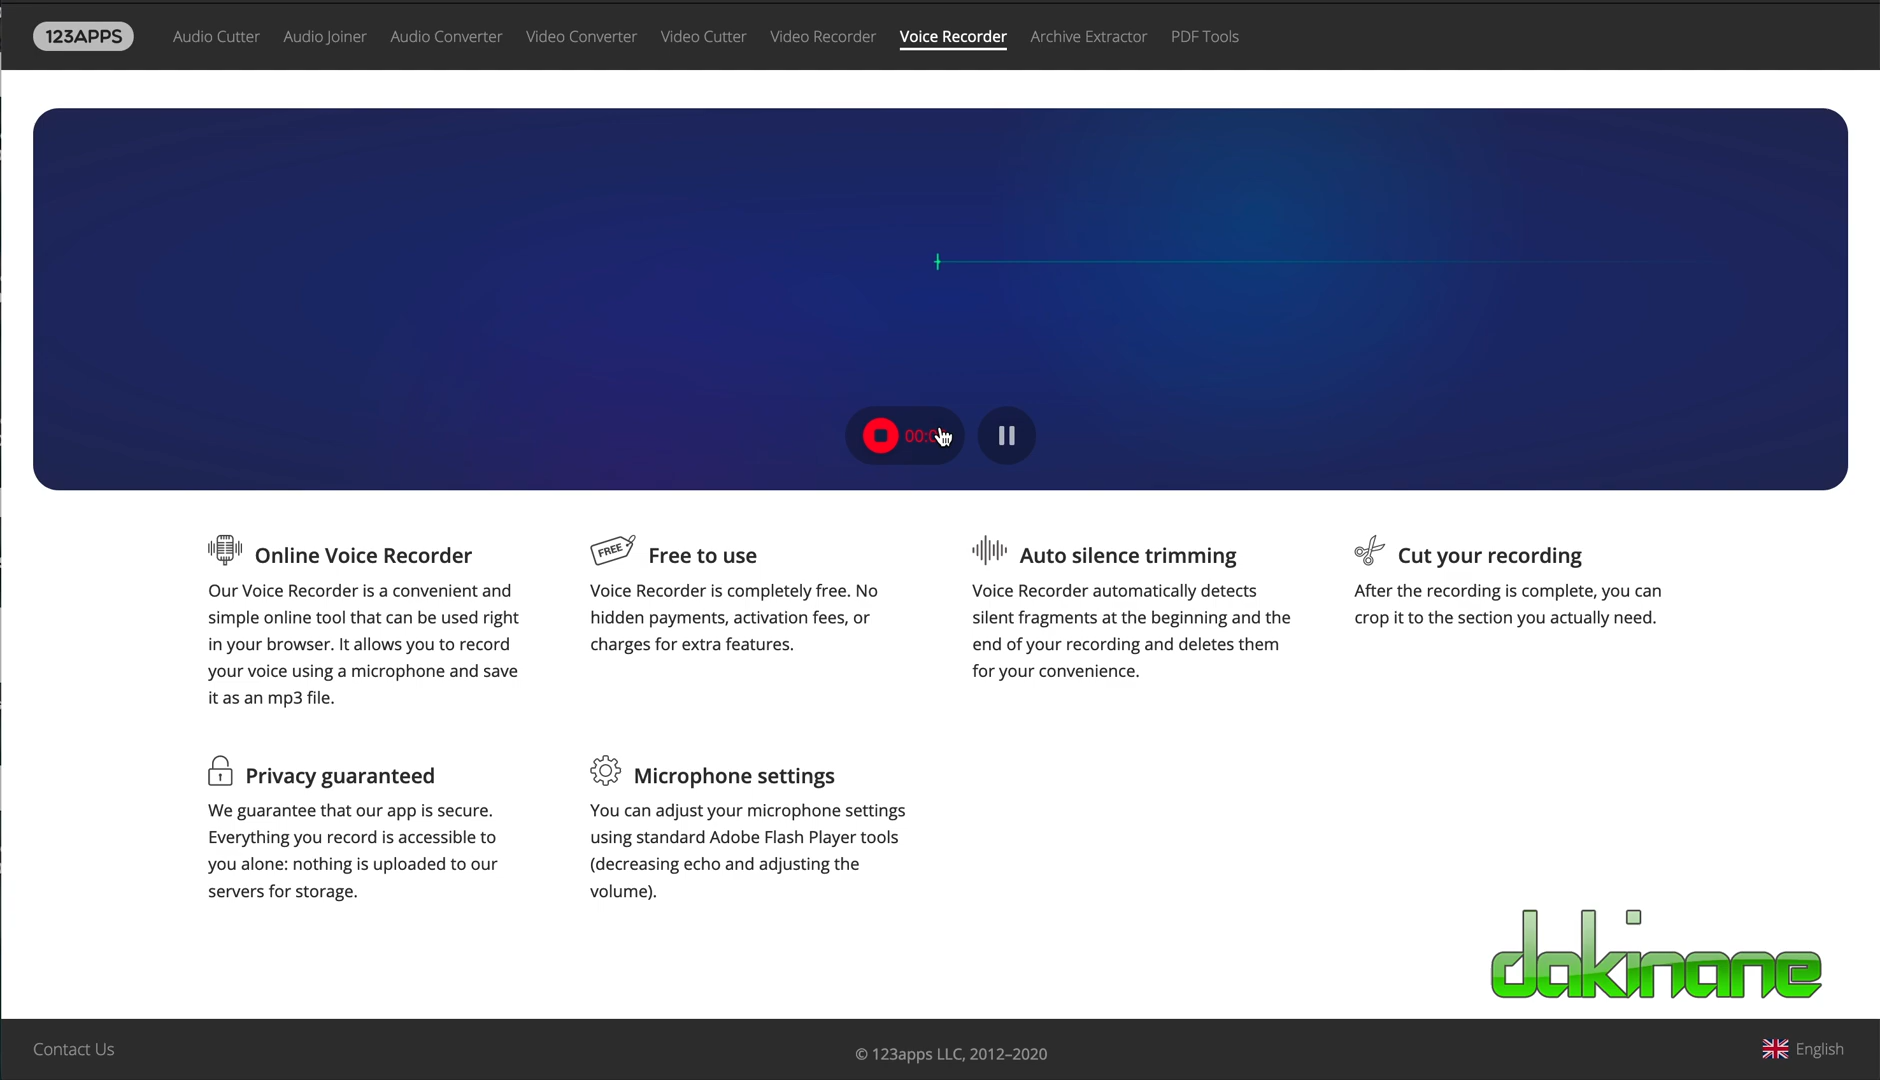 123APPS
Audio Cutter
Audio Joiner
Audio Converter
Video Converter
Video Cutter
Video Recorder
Voice Recorder
Archive Extractor
PDF Tools
Online Voice Recorder
Our Voice Recorder is a convenient and
simple online tool that can be used right
in your browser. It allows you to record
your voice using a microphone and save
it as an mp3 file.
FREE
Free to use
Voice Recorder is completely free. No
hidden payments, activation fees, or
charges for extra features.
Auto silence trimming
Voice Recorder automatically detects
silent fragments at the beginning and the
end of your recording and deletes them
for your convenience.
Cut your recording
After the recording is complete, you can
crop it to the section you actually need.
Privacy guaranteed
We guarantee that our app is secure.
Everything you record is accessible to
you alone: nothing is uploaded to our
servers for storage.
Microphone settings
You can adjust your microphone settings
using standard Adobe Flash Player tools
(decreasing echo and adjusting the
volume).
dakinane
Contact Us
© 123apps LLC, 2012–2020
English